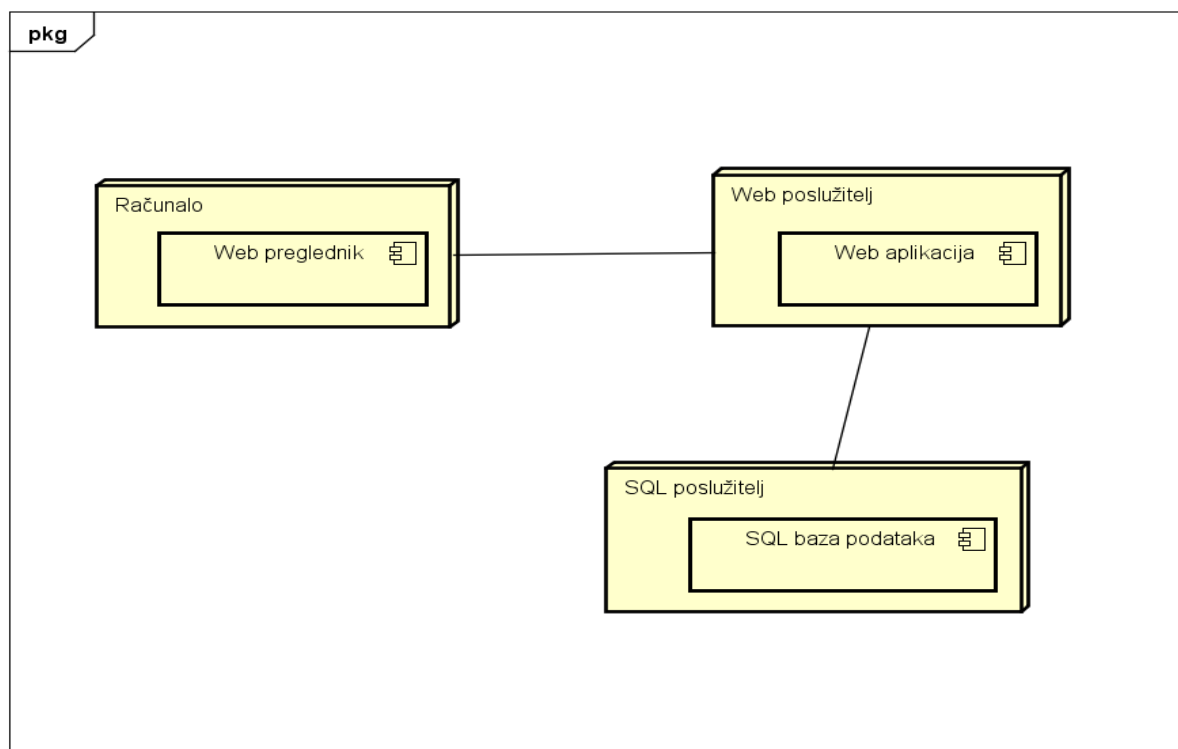 pkg
Računalo
Web preglednik
Web poslužitelj
Web aplikacija
SQL poslužitelj
SQL baza podataka